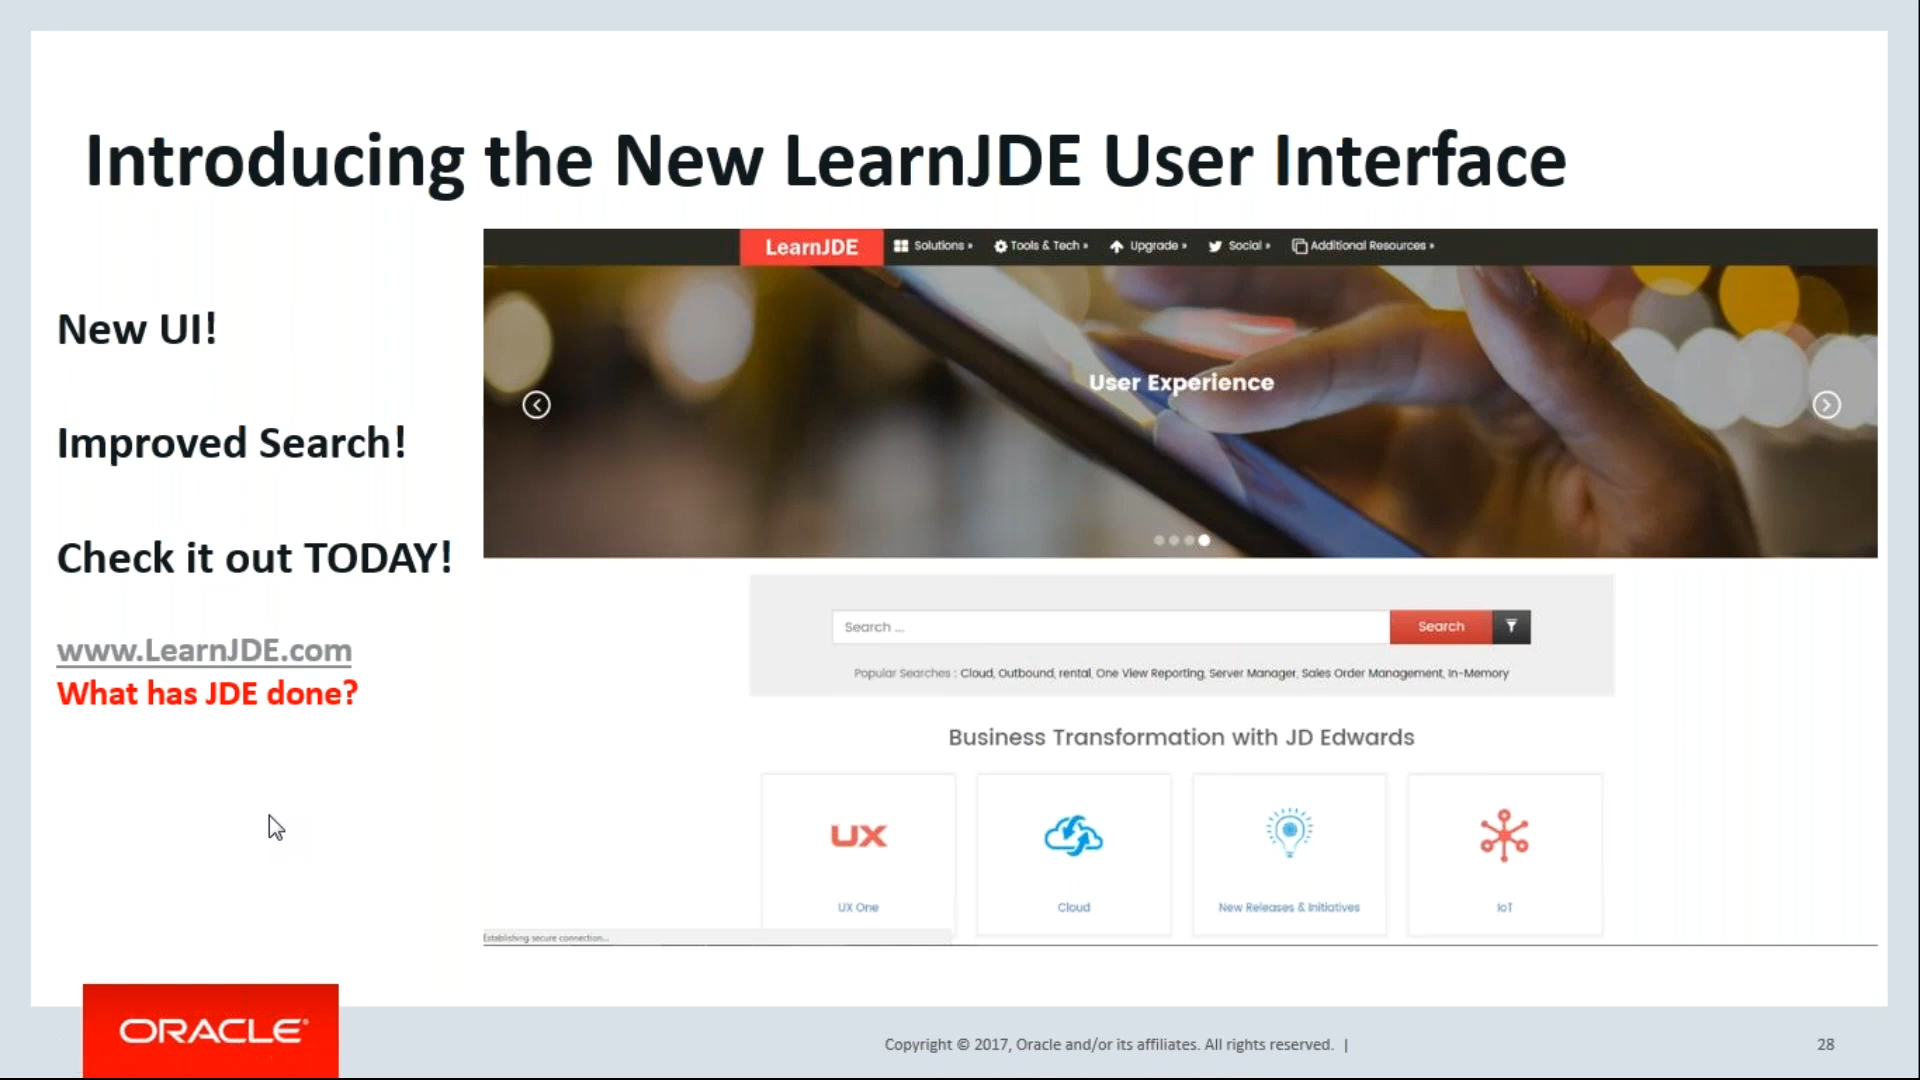 Introducing the New LearnJDE User Interface
New UI!
Improved Search!
Check it out TODAY!
www.LearnJDE.com
What has JDE done?
LearnJDE Solutions » Tools & Tech » Upgrade » Social » Additional Resources »
User Experience
Search ... Search
Popular Searches : Cloud, Outbound, rental, One View Reporting, Server Manager, Sales Order Management, In-Memory
Business Transformation with JD Edwards
UX
UX One Cloud New Releases & Initiatives IoT
Establishing secure connection...
ORACLE®
Copyright © 2017, Oracle and/or its affiliates. All rights reserved. |
28